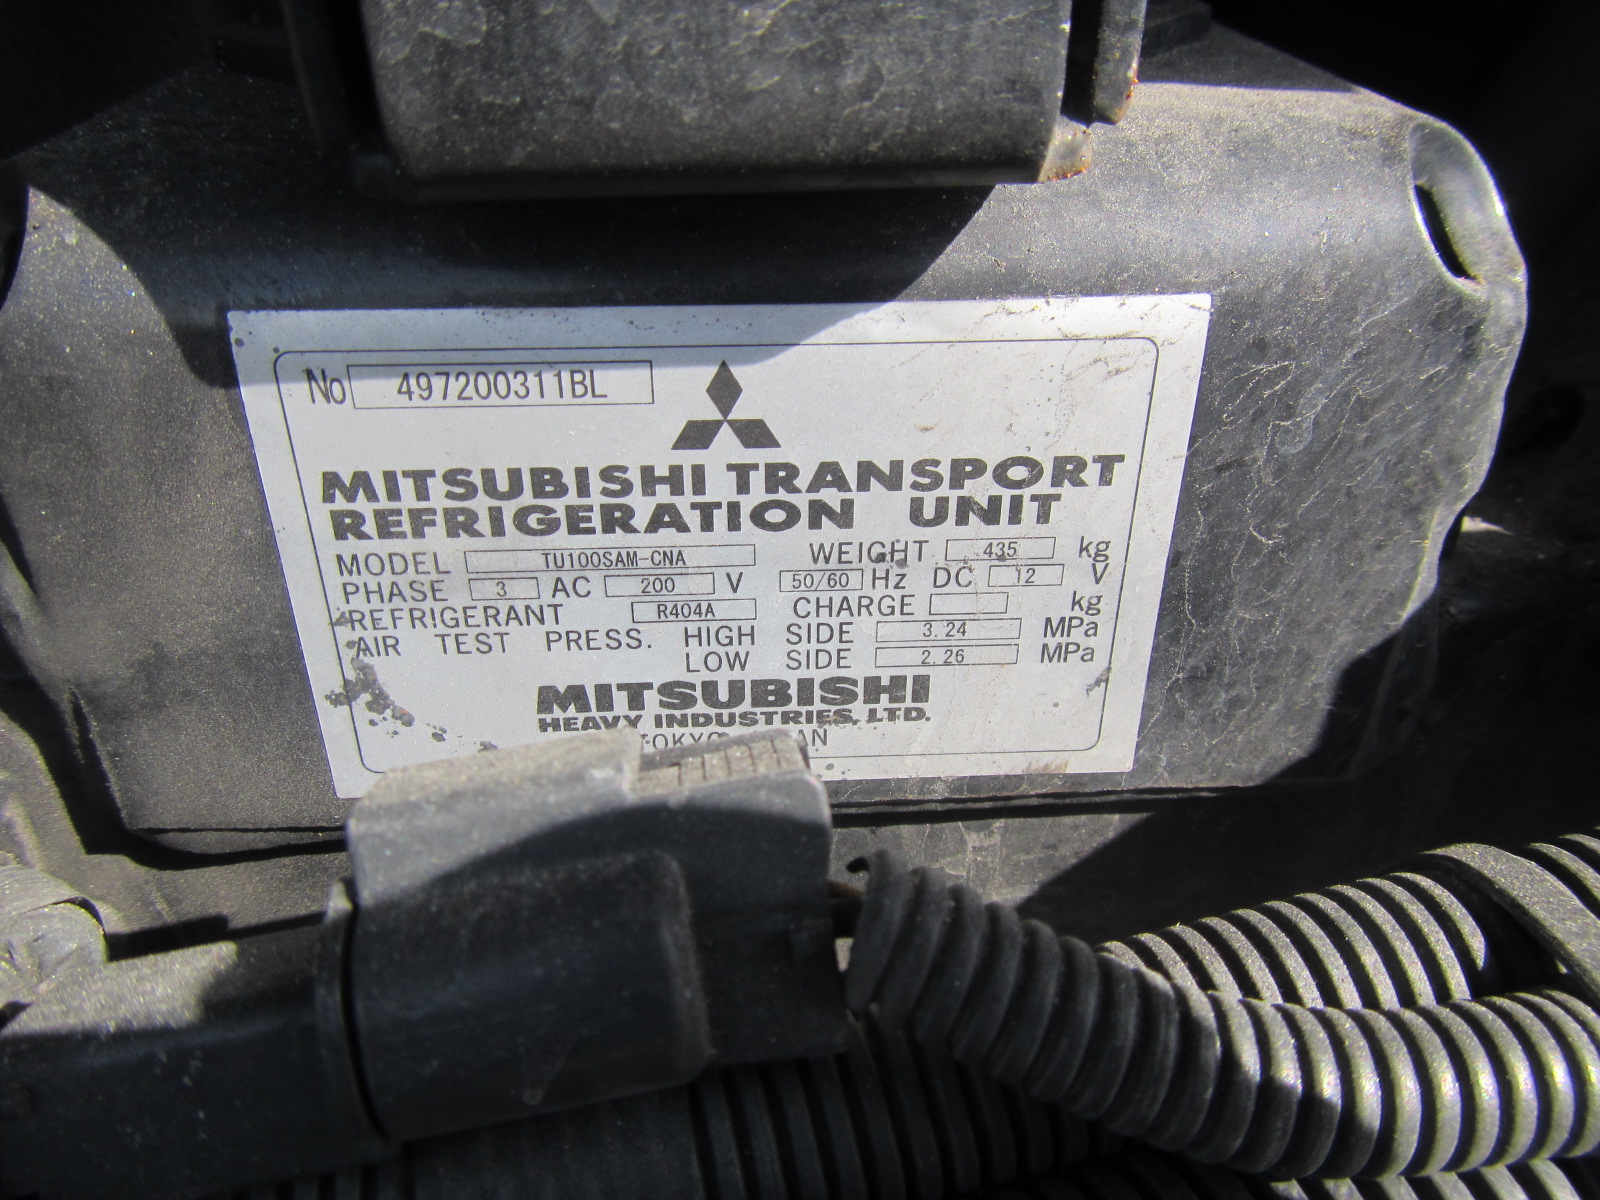 No 497200311BL
MITSUBISHI TRANSPORT
REFRIGERATION UNIT
MODEL TU100SAM-CNA WEIGHT 435 kg
PHASE 3 AC 200 V 50/60 Hz DC 12 V
REFRIGERANT R404A CHARGE kg
AIR TEST PRESS. HIGH SIDE 3.24 MPa
LOW SIDE 2.26 MPa
MITSUBISHI
HEAVY INDUSTRIES, LTD.